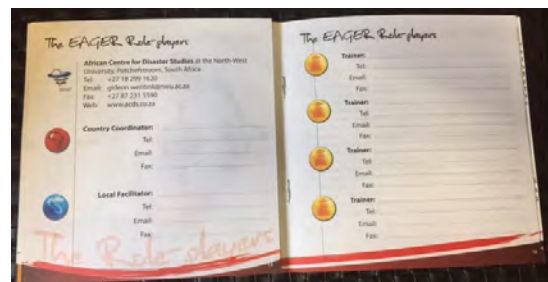 The EAGER Role-players
African Centre for Disaster Studies at the North-West
University, Potchefstroom, South Africa
Tel: +27 18 299 1620
Email: gideon.wentink@nwu.ac.za
Fax: +27 87 231 5590
Web: www.acds.co.za
Country Coordinator:
Tel:
Email:
Fax:
Local Facilitator:
Tel:
Email:
Fax:
The Role-players
The EAGER Role-players
Trainer:
Tel:
Email:
Fax:
Trainer:
Tel:
Email:
Fax:
Trainer:
Tel:
Email:
Fax:
Trainer:
Tel:
Email:
Fax: